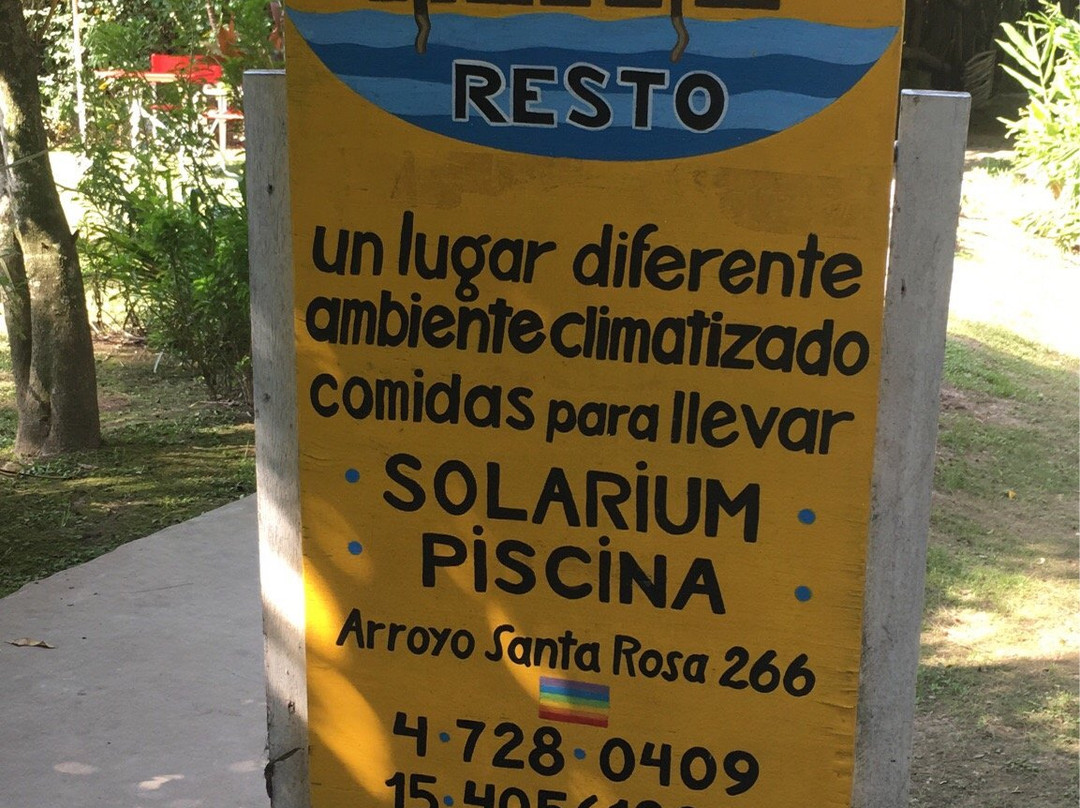 RESTO
un lugar diferente
ambiente climatizado
comidas para llevar
SOLARIUM
PISCINA
Arroyo Santa Rosa 266
4·728·0409